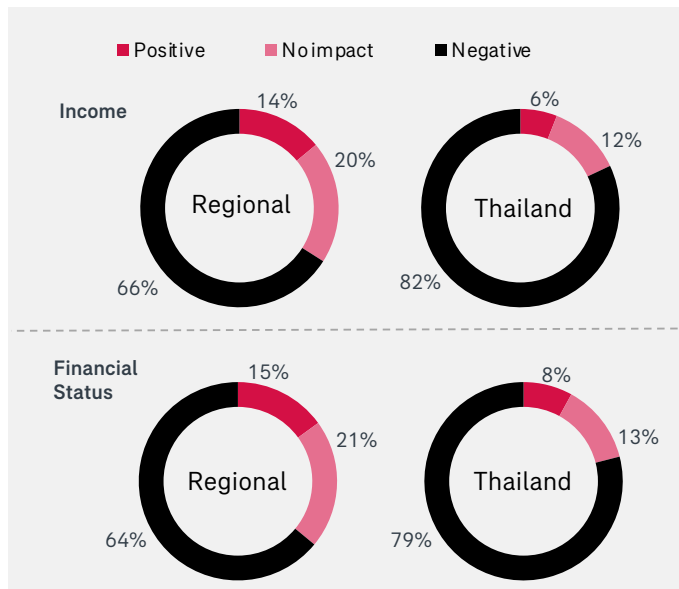 Positive
No impact
Negative
Income
14%
20%
66%
Regional
6%
12%
82%
Thailand
Financial
Status
15%
21%
64%
Regional
8%
13%
79%
Thailand